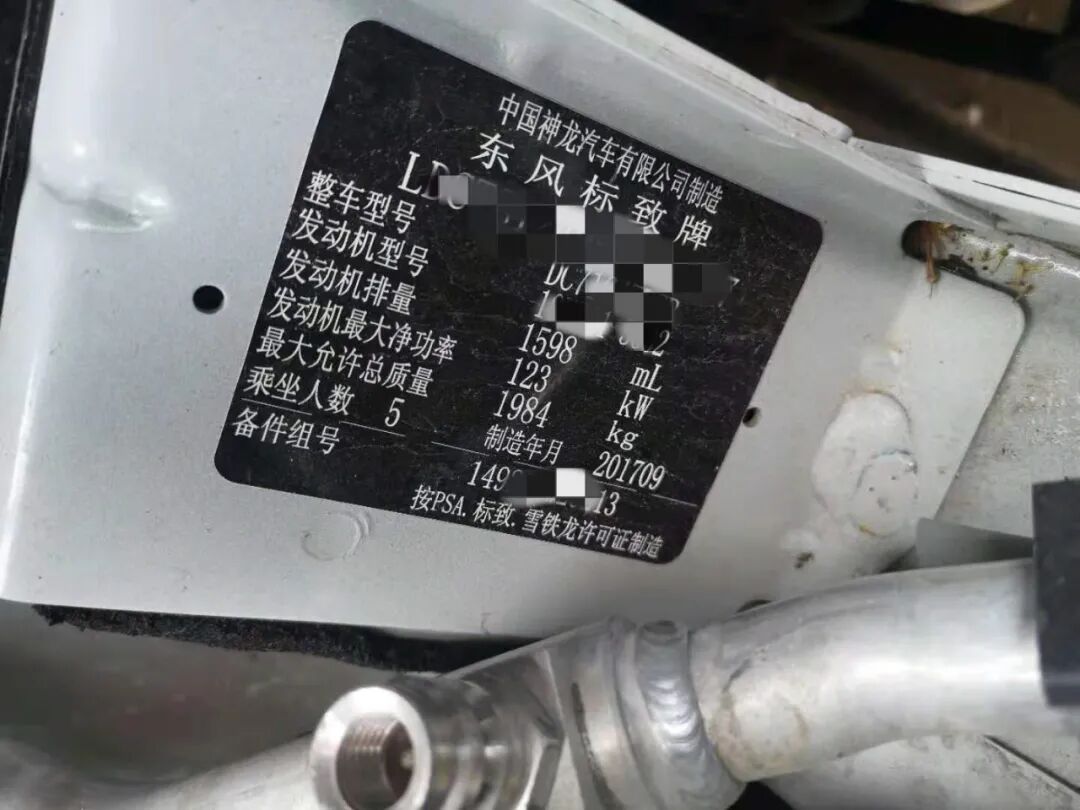 中国神龙汽车有限公司制造
东风标致牌
整车型号
发动机型号
发动机排量 1598 mL
发动机最大净功率 123 kW
最大允许总质量 1984 kg
乘坐人数 5 制造年月 201709
备件组号
按PSA.标致.雪铁龙许可证制造